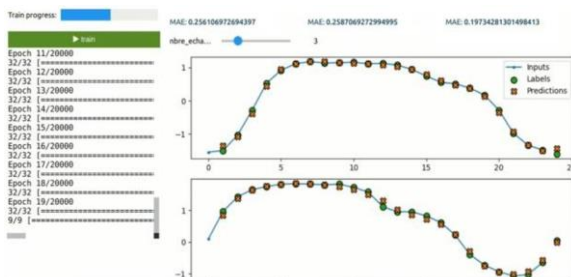 Train progress:
MAE: 0.256106972694397 MAE: 0.2587069272994995 MAE: 0.19734281301498413
▶ train
nbre_echa... 3
Epoch 11/20000
32/32 [==================
Epoch 12/20000
32/32 [==================
Epoch 13/20000
32/32 [==================
Epoch 14/20000
32/32 [==================
Epoch 15/20000
32/32 [==================
Epoch 16/20000
32/32 [==================
Epoch 17/20000
32/32 [==================
Epoch 18/20000
32/32 [==================
Epoch 19/20000
32/32 [==================
9/9 [==================
Inputs
Labels
Predictions
1
0
−1
0 5 10 15 20 25
1
0
−1